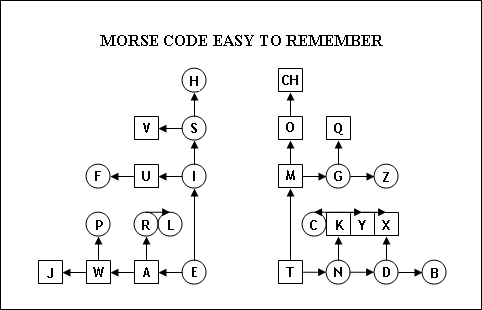 MORSE CODE EASY TO REMEMBER
H CH
V S O Q
F U I M G Z
P R L C K Y X
J W A E T N D B